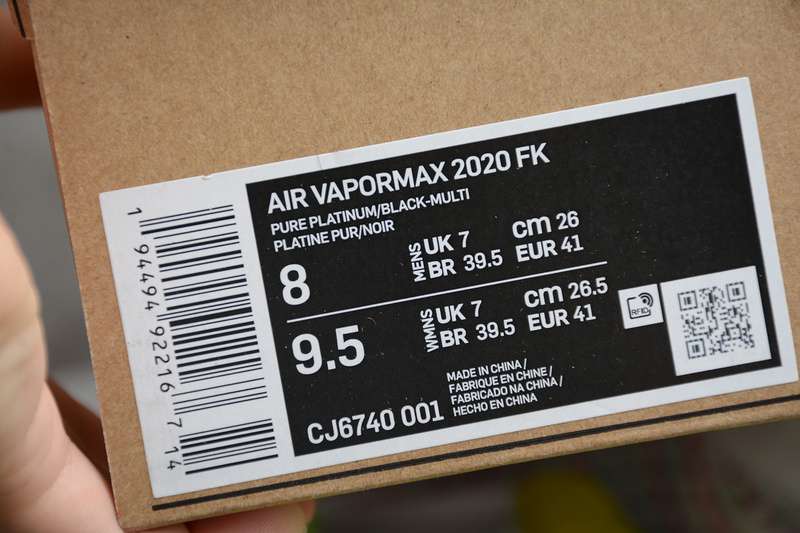 AIR VAPORMAX 2020 FK
PURE PLATINUM/BLACK-MULTI
PLATINE PUR/NOIR
8
MENS
UK 7
cm 26
BR 39.5
EUR 41
9.5
WMNS
UK 7
cm 26.5
BR 39.5
EUR 41
RFID
CJ6740 001
MADE IN CHINA/
FABRIQUE EN CHINE/
FABRICADO NA CHINA/
HECHO EN CHINA
1 94494 92216 7 14